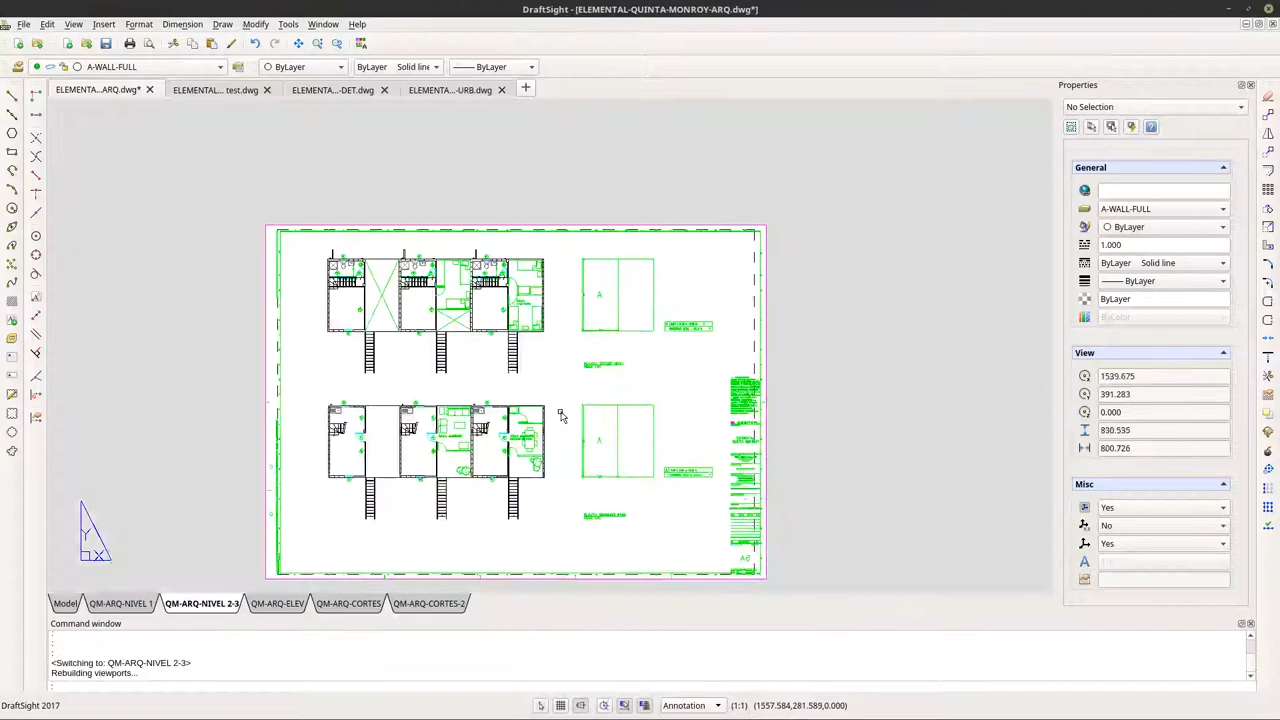 DraftSight - [ELEMENTAL-QUINTA-MONROY-ARQ.dwg*]
File Edit View Insert Format Dimension Draw Modify Tools Window Help
A-WALL-FULL ByLayer ByLayer Solid line ByLayer
ELEMENTA...ARQ.dwg* ELEMENTAL... test.dwg ELEMENTA...-DET.dwg ELEMENTA...-URB.dwg
Properties
No Selection
General
A-WALL-FULL
ByLayer
1.000
ByLayer Solid line
ByLayer
ByLayer
ByColor
View
1539.675
291.283
0.000
830.535
800.726
Misc
Yes
No
Yes
A
A
A6
Y
X
Model QM-ARQ-NIVEL 1 QM-ARQ-NIVEL 2-3 QM-ARQ-ELEV QM-ARQ-CORTES QM-ARQ-CORTES-2
Command window
:
:
:
<Switching to: QM-ARQ-NIVEL 2-3>
Rebuilding viewports...
:
DraftSight 2017
Annotation (1:1) (1557.584,281.589,0.000)